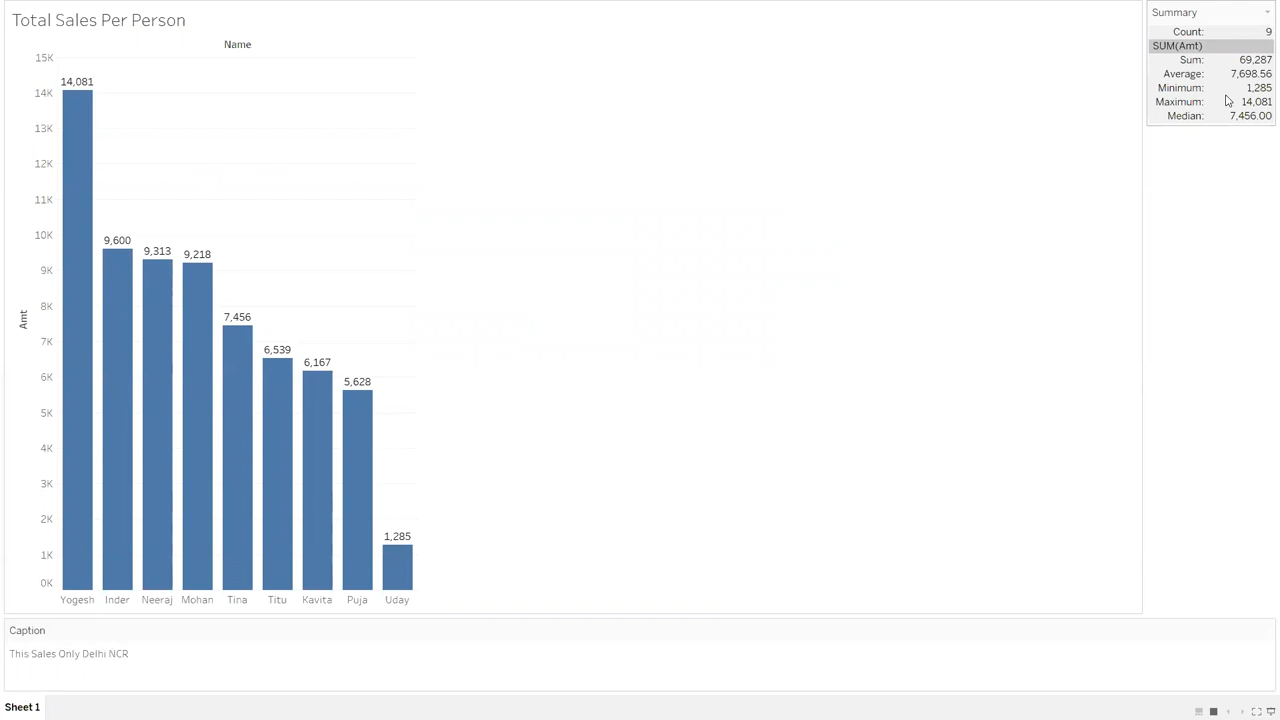 Total Sales Per Person
Name
15K
14K
13K
12K
11K
10K
9K
8K
7K
6K
5K
4K
3K
2K
1K
0K
Amt
14,081
9,600
9,313
9,218
7,456
6,539
6,167
5,628
1,285
Yogesh Inder Neeraj Mohan Tina Titu Kavita Puja Uday
Summary
Count: 9
SUM(Amt)
Sum: 69,287
Average: 7,698.56
Minimum: 1,285
Maximum: 14,081
Median: 7,456.00
Caption
This Sales Only Delhi NCR
Sheet 1